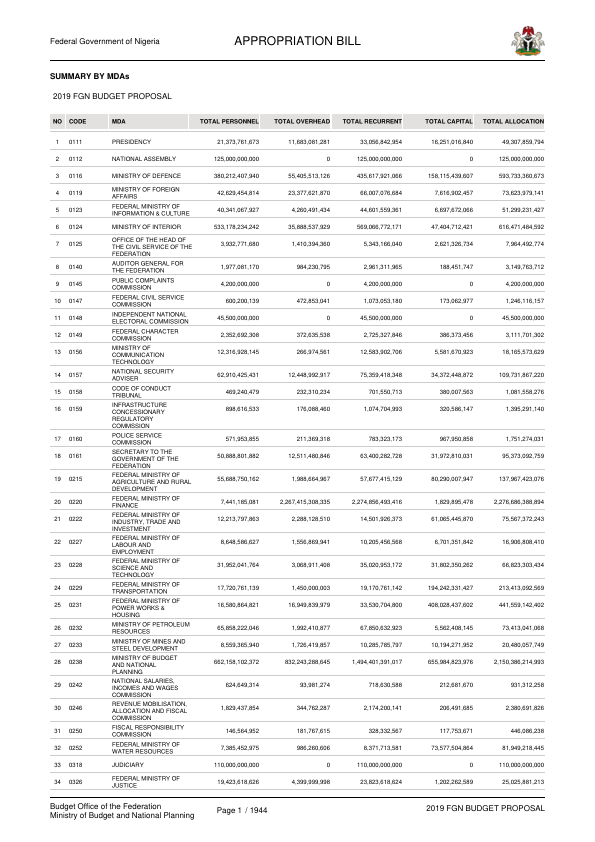 Federal Government of Nigeria
APPROPRIATION BILL
SUMMARY BY MDAs
2019 FGN BUDGET PROPOSAL
NO CODE MDA TOTAL PERSONNEL TOTAL OVERHEAD TOTAL RECURRENT TOTAL CAPITAL TOTAL ALLOCATION
1 0111 PRESIDENCY 21,373,761,673 11,683,081,281 33,056,842,954 16,251,016,840 49,307,859,794
2 0112 NATIONAL ASSEMBLY 125,000,000,000 0 125,000,000,000 0 125,000,000,000
3 0116 MINISTRY OF DEFENCE 380,212,407,940 55,405,513,126 435,617,921,066 158,115,439,607 593,733,360,673
4 0119 MINISTRY OF FOREIGN 42,629,454,814 23,377,621,870 66,007,076,684 7,616,902,457 73,623,979,141
AFFAIRS
5 0123 FEDERAL MINISTRY OF 40,341,067,927 4,260,491,434 44,601,559,361 6,697,672,066 51,299,231,427
INFORMATION & CULTURE
6 0124 MINISTRY OF INTERIOR 533,178,234,242 35,888,537,929 569,066,772,171 47,404,712,421 616,471,484,592
7 0125 OFFICE OF THE HEAD OF 3,932,771,680 1,410,394,360 5,343,166,040 2,621,326,734 7,964,492,774
THE CIVIL SERVICE OF THE
FEDERATION
8 0140 AUDITOR GENERAL FOR 1,977,081,170 984,230,795 2,961,311,965 188,451,747 3,149,763,712
THE FEDERATION
9 0145 PUBLIC COMPLAINTS 4,200,000,000 0 4,200,000,000 0 4,200,000,000
COMMISSION
10 0147 FEDERAL CIVIL SERVICE 600,200,139 472,853,041 1,073,053,180 173,062,977 1,246,116,157
COMMISSION
11 0148 INDEPENDENT NATIONAL 45,500,000,000 0 45,500,000,000 0 45,500,000,000
ELECTORAL COMMISSION
12 0149 FEDERAL CHARACTER 2,352,692,308 372,635,538 2,725,327,846 386,373,456 3,111,701,302
COMMISSION
13 0156 MINISTRY OF 12,316,928,145 266,974,561 12,583,902,706 5,581,670,923 18,165,573,629
COMMUNICATION
TECHNOLOGY
14 0157 NATIONAL SECURITY 62,910,425,431 12,448,992,917 75,359,418,348 34,372,448,872 109,731,867,220
ADVISER
15 0158 CODE OF CONDUCT 469,240,479 232,310,234 701,550,713 380,007,563 1,081,558,276
TRIBUNAL
16 0159 INFRASTRUCTURE 898,616,533 176,088,460 1,074,704,993 320,586,147 1,395,291,140
CONCESSIONARY
REGULATORY
COMMSSION
17 0160 POLICE SERVICE 571,953,855 211,369,318 783,323,173 967,950,858 1,751,274,031
COMMISSION
18 0161 SECRETARY TO THE 50,888,801,882 12,511,480,846 63,400,282,728 31,972,810,031 95,373,092,759
GOVERNMENT OF THE
FEDERATION
19 0215 FEDERAL MINISTRY OF 55,688,750,162 1,988,664,967 57,677,415,129 80,290,007,947 137,967,423,076
AGRICULTURE AND RURAL
DEVELOPMENT
20 0220 FEDERAL MINISTRY OF 7,441,185,081 2,267,415,308,335 2,274,856,493,416 1,829,895,478 2,276,686,388,894
FINANCE
21 0222 FEDERAL MINISTRY OF 12,213,797,863 2,288,128,510 14,501,926,373 61,065,445,870 75,567,372,243
INDUSTRY, TRADE AND
INVESTMENT
22 0227 FEDERAL MINISTRY OF 8,648,586,627 1,556,869,941 10,205,456,568 6,701,351,842 16,906,808,410
LABOUR AND
EMPLOYMENT
23 0228 FEDERAL MINISTRY OF 31,952,041,764 3,068,911,408 35,020,953,172 31,802,350,262 66,823,303,434
SCIENCE AND
TECHNOLOGY
24 0229 FEDERAL MINISTRY OF 17,720,761,139 1,450,000,003 19,170,761,142 194,242,331,427 213,413,092,569
TRANSPORTATION
25 0231 FEDERAL MINISTRY OF 16,580,864,821 16,949,839,979 33,530,704,800 408,028,437,602 441,559,142,402
POWER WORKS &
HOUSING
26 0232 MINISTRY OF PETROLEUM 65,858,222,046 1,992,410,877 67,850,632,923 5,562,408,145 73,413,041,068
RESOURCES
27 0233 MINISTRY OF MINES AND 8,559,365,940 1,726,419,857 10,285,785,797 10,194,271,952 20,480,057,749
STEEL DEVELOPMENT
28 0238 MINISTRY OF BUDGET 662,158,102,372 832,243,288,645 1,494,401,391,017 655,984,823,976 2,150,386,214,993
AND NATIONAL
PLANNING
29 0242 NATIONAL SALARIES, 624,649,314 93,981,274 718,630,588 212,681,670 931,312,258
INCOMES AND WAGES
COMMISSION
30 0246 REVENUE MOBILISATION, 1,829,437,854 344,762,287 2,174,200,141 206,491,685 2,380,691,826
ALLOCATION AND FISCAL
COMMISSION
31 0250 FISCAL RESPONSIBILITY 146,564,952 181,767,615 328,332,567 117,753,671 446,086,238
COMMISSION
32 0252 FEDERAL MINISTRY OF 7,385,452,975 986,260,606 8,371,713,581 73,577,504,864 81,949,218,445
WATER RESOURCES
33 0318 JUDICIARY 110,000,000,000 0 110,000,000,000 0 110,000,000,000
34 0326 FEDERAL MINISTRY OF 19,423,618,626 4,399,999,998 23,823,618,624 1,202,262,589 25,025,881,213
JUSTICE
Budget Office of the Federation
Ministry of Budget and National Planning
Page 1 / 1944
2019 FGN BUDGET PROPOSAL